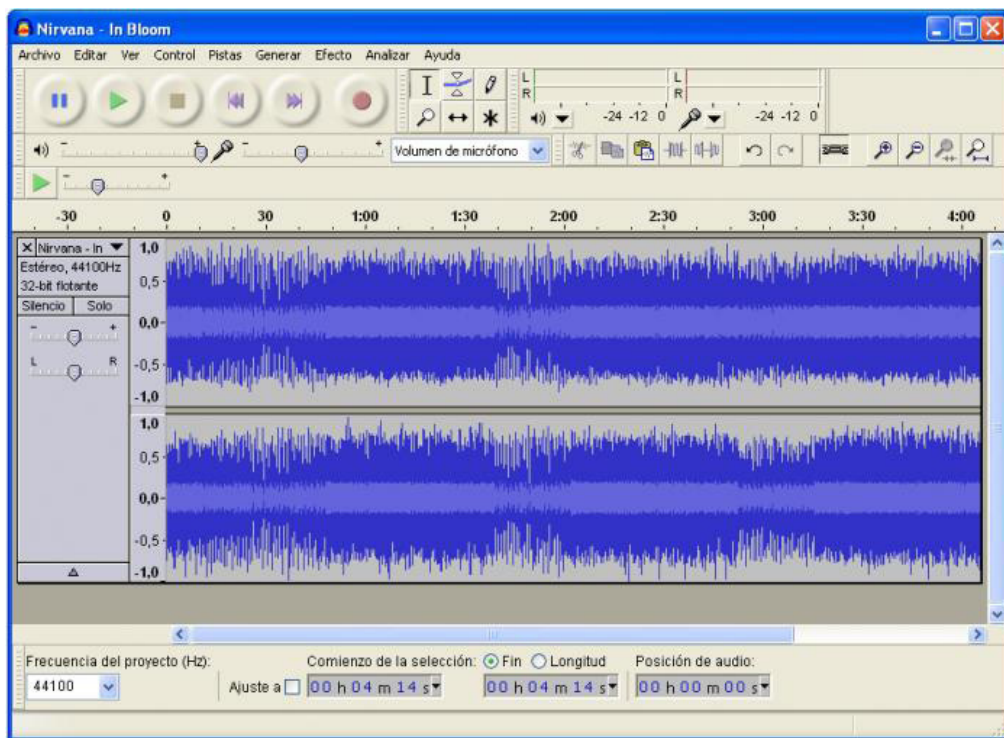 Nirvana - In Bloom
Archivo Editar Ver Control Pistas Generar Efecto Analizar Ayuda
L
R
-24 -12 0
L
R
-24 -12 0
- +
- +
Volumen de micrófono
- +
-30 0 30 1:00 1:30 2:00 2:30 3:00 3:30 4:00
X Nirvana - In
Estéreo, 44100Hz
32-bit flotante
Silencio Solo
- +
L R
1,0
0,5-
0,0-
-0,5-
-1,0
1,0
0,5-
0,0-
-0,5-
-1,0
Frecuencia del proyecto (Hz):
44100
Ajuste a
Comienzo de la selección: Fin Longitud
00 h 04 m 14 s
00 h 04 m 14 s
Posición de audio:
00 h 00 m 00 s